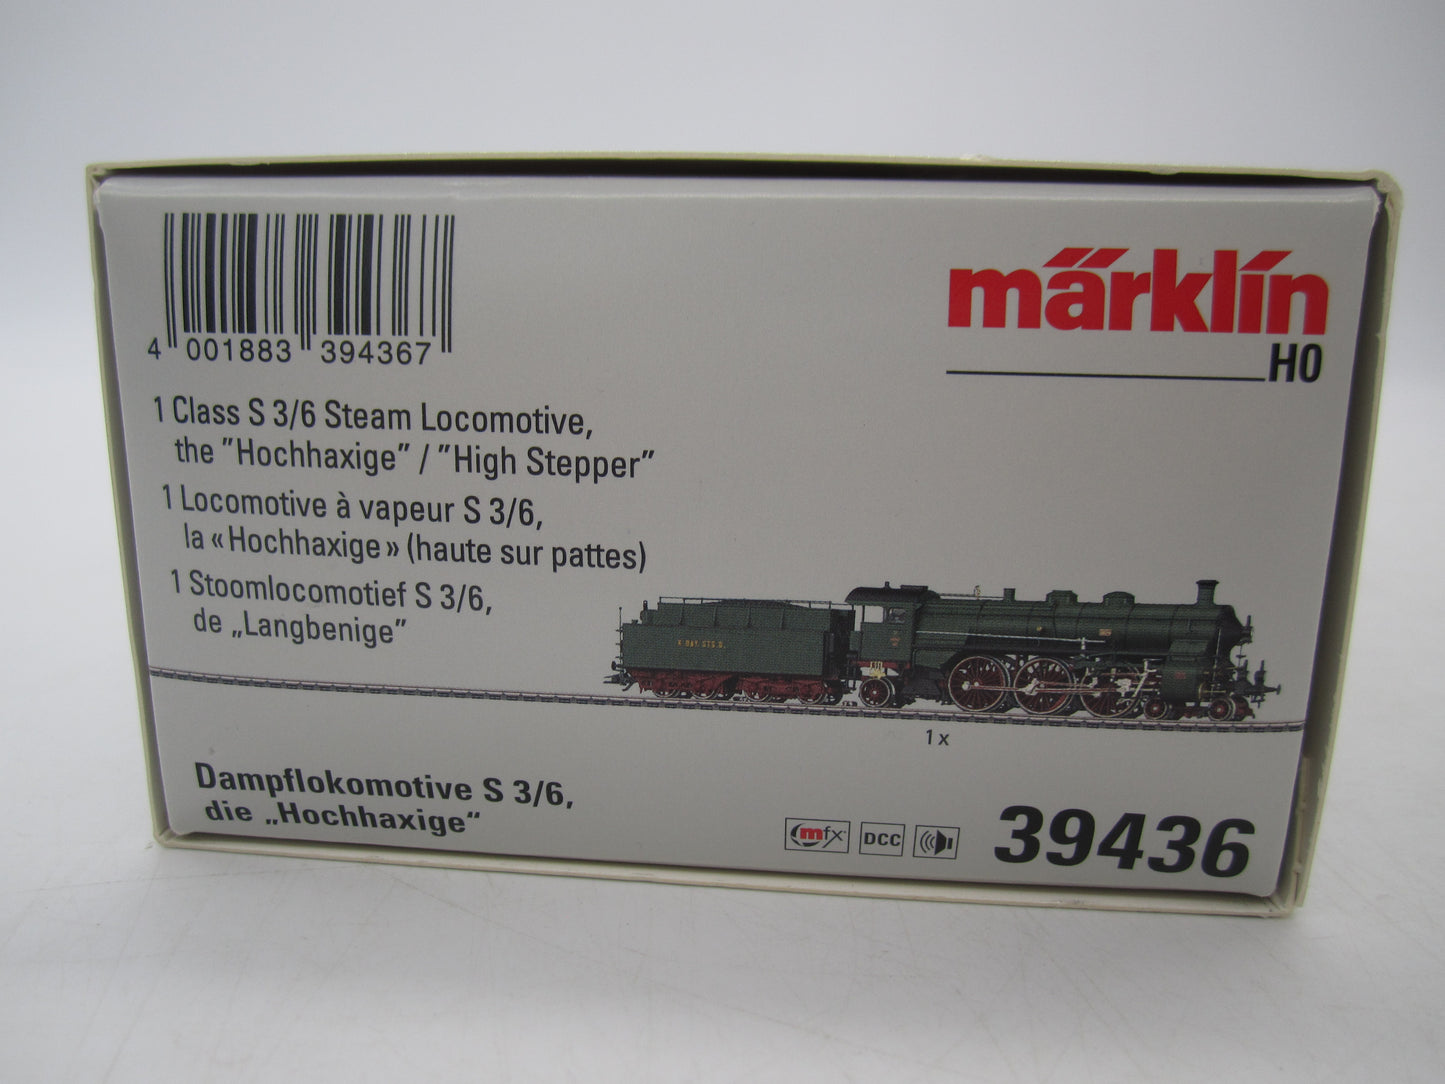 4 001883 394367
märklin
H0
1 Class S 3/6 Steam Locomotive,
the "Hochhaxige" / "High Stepper"
1 Locomotive à vapeur S 3/6,
la « Hochhaxige » (haute sur pattes)
1 Stoomlocomotief S 3/6,
de „Langbenige"
K. BAY. STS. B.
1 x
Dampflokomotive S 3/6,
die „Hochhaxige"
mfx
DCC
39436